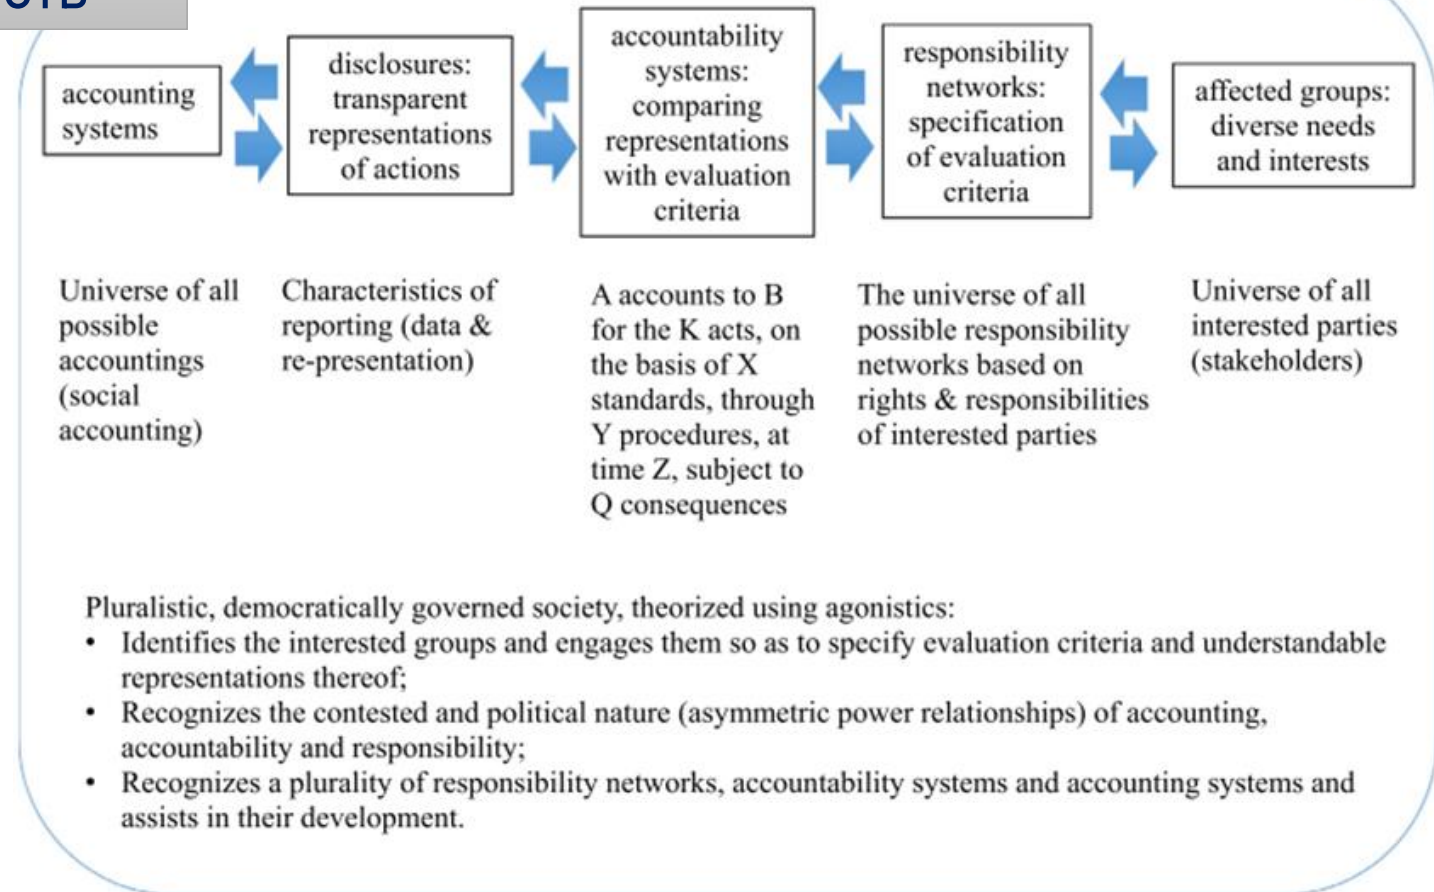 accounting
systems
disclosures:
transparent
representations
of actions
accountability
systems:
comparing
representations
with evaluation
criteria
responsibility
networks:
specification
of evaluation
criteria
affected groups:
diverse needs
and interests
Universe of all
possible
accountings
(social
accounting)
Characteristics of
reporting (data &
re-presentation)
A accounts to B
for the K acts, on
the basis of X
standards, through
Y procedures, at
time Z, subject to
Q consequences
The universe of all
possible responsibility
networks based on
rights & responsibilities
of interested parties
Universe of all
interested parties
(stakeholders)
Pluralistic, democratically governed society, theorized using agonistics:
• Identifies the interested groups and engages them so as to specify evaluation criteria and understandable
representations thereof;
• Recognizes the contested and political nature (asymmetric power relationships) of accounting,
accountability and responsibility;
• Recognizes a plurality of responsibility networks, accountability systems and accounting systems and
assists in their development.